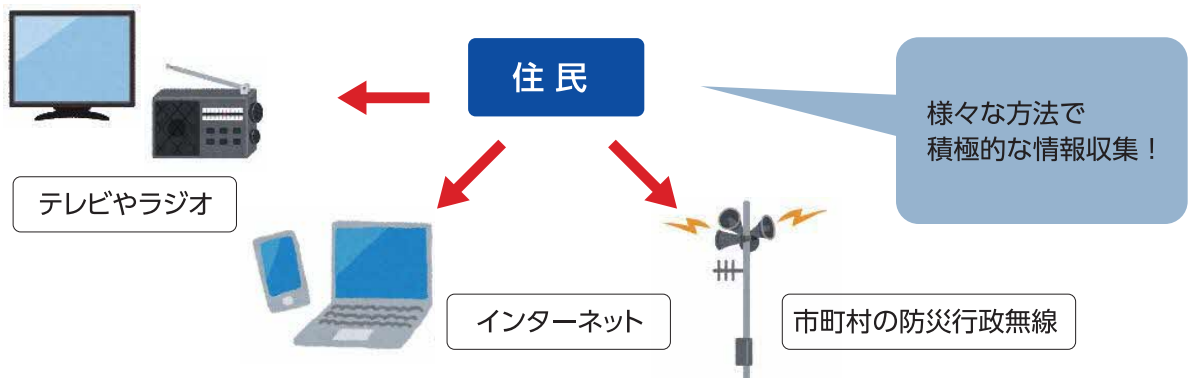 住民
様々な方法で
積極的な情報収集！
テレビやラジオ
インターネット
市町村の防災行政無線